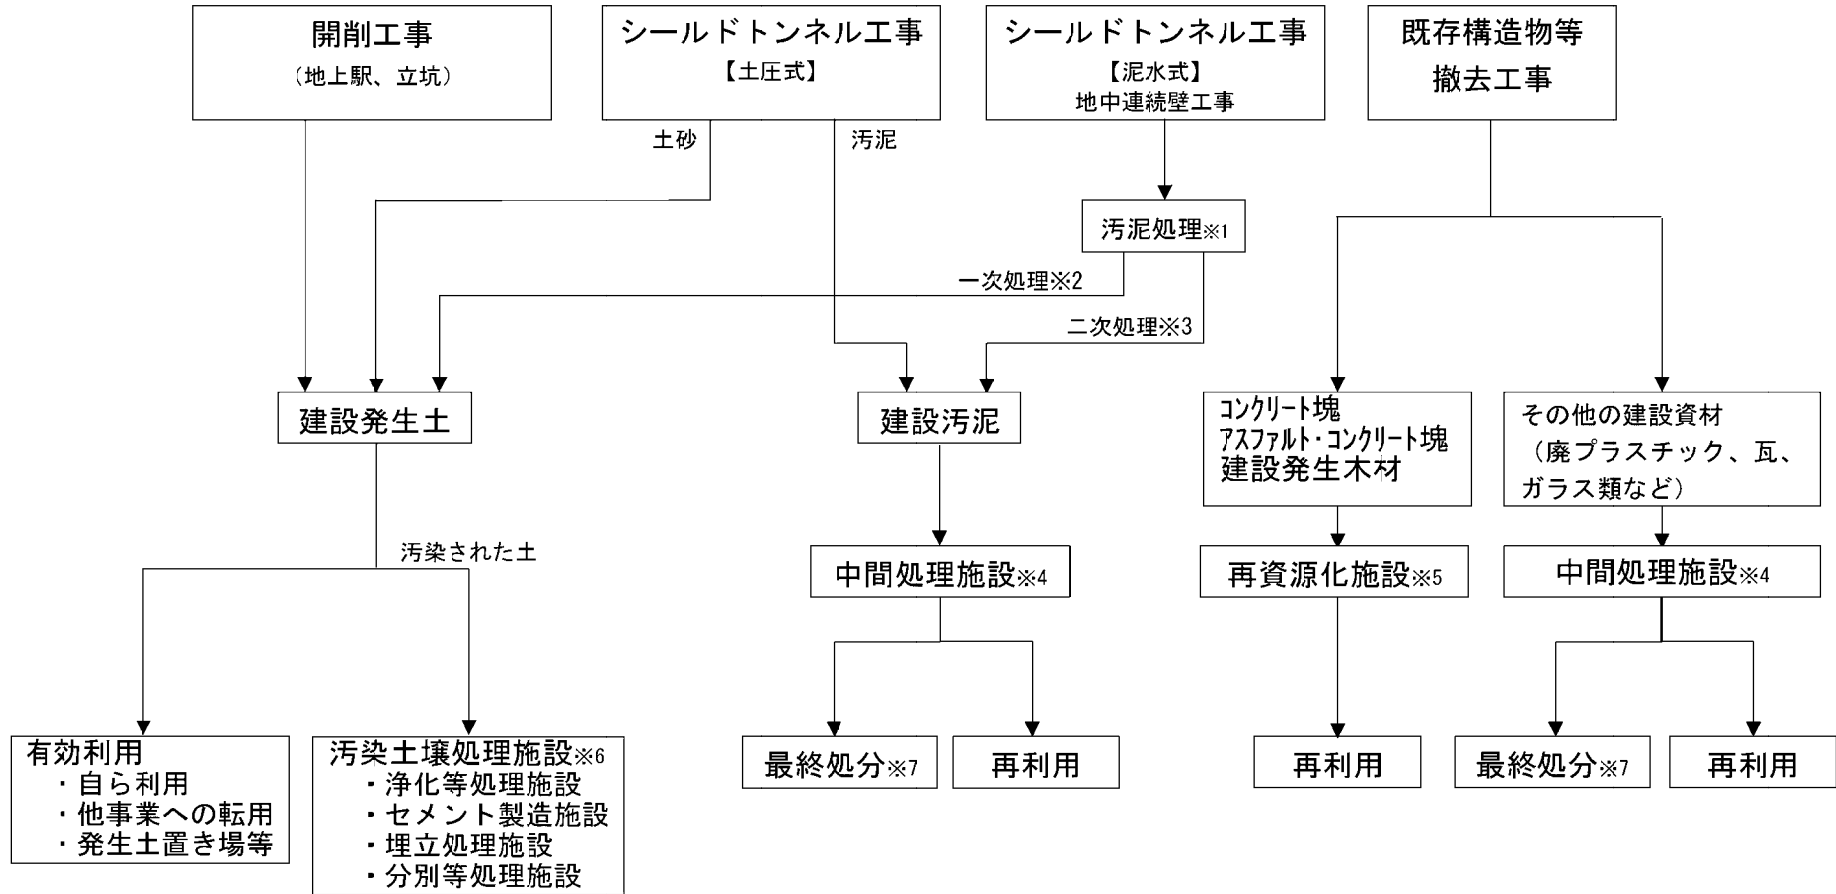 開削工事
（地上駅、立坑）
シールドトンネル工事
【土圧式】
シールドトンネル工事
【泥水式】
地中連続壁工事
既存構造物等
撤去工事
土砂
汚泥
汚泥処理※1
一次処理※2
二次処理※3
建設発生土
建設汚泥
コンクリート塊
アスファルト・コンクリート塊
建設発生木材
その他の建設資材
（廃プラスチック、瓦、
ガラス類など）
汚染された土
中間処理施設※4
再資源化施設※5
中間処理施設※4
有効利用
・自ら利用
・他事業への転用
・発生土置き場等
汚染土壌処理施設※6
・浄化等処理施設
・セメント製造施設
・埋立処理施設
・分別等処理施設
最終処分※7
再利用
再利用
最終処分※7
再利用